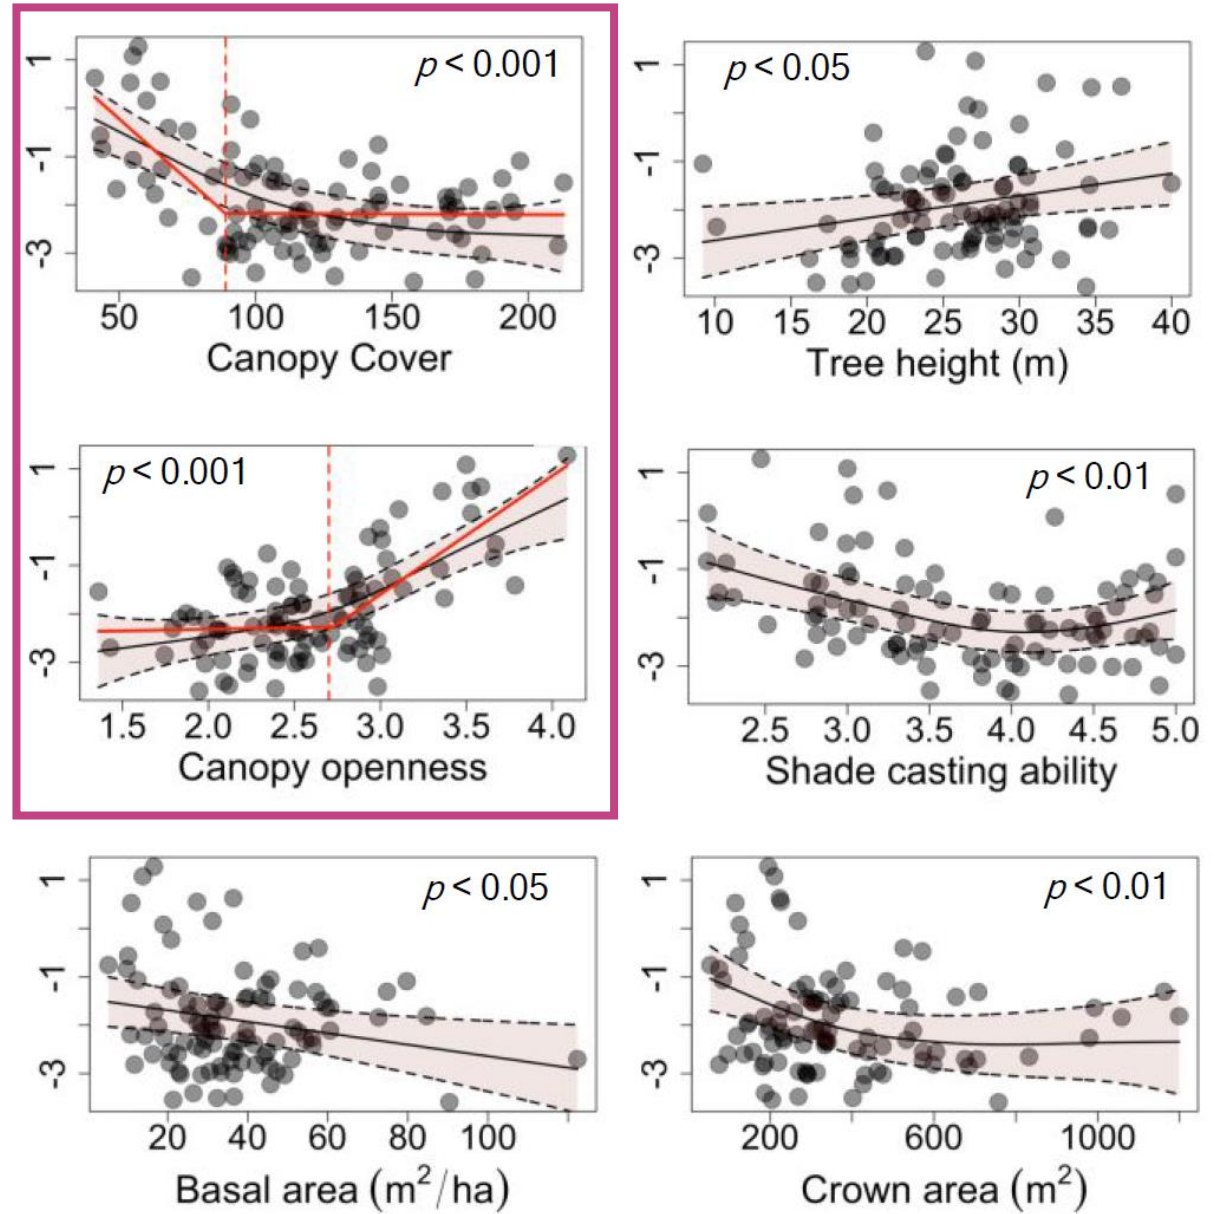 p < 0.001
1
-1
-3
50 100 150 200
Canopy Cover
p < 0.05
1
-1
-3
10 15 20 25 30 35 40
Tree height (m)
p < 0.001
1
-1
-3
1.5 2.0 2.5 3.0 3.5 4.0
Canopy openness
p < 0.01
1
-1
-3
2.5 3.0 3.5 4.0 4.5 5.0
Shade casting ability
p < 0.05
1
-1
-3
20 40 60 80 100
Basal area (m²/ha)
p < 0.01
1
-1
-3
200 600 1000
Crown area (m²)